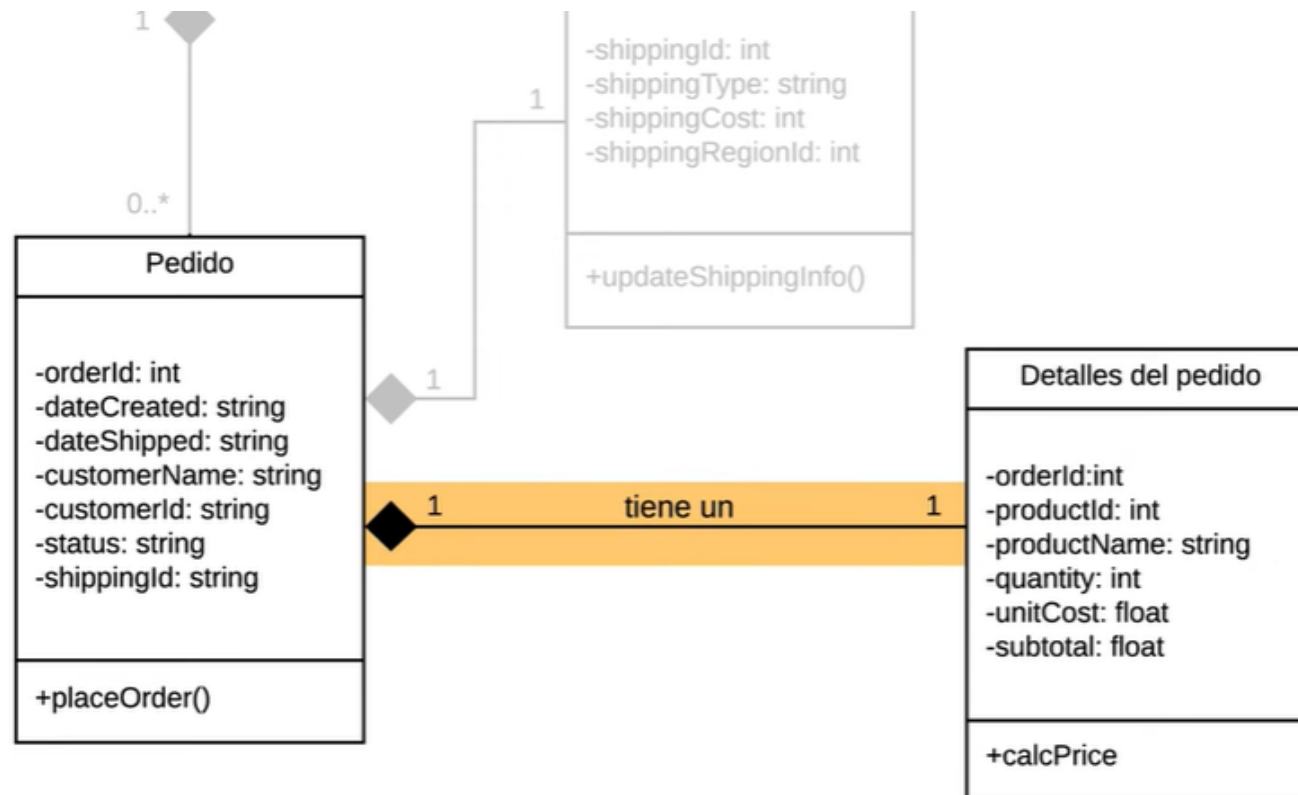 1
-shippingId: int
-shippingType: string
1
-shippingCost: int
-shippingRegionId: int
0..*
+updateShippingInfo()
1
Pedido
-orderId: int
-dateCreated: string
-dateShipped: string
-customerName: string
-customerId: string
-status: string
-shippingId: string
+placeOrder()
1 tiene un 1
Detalles del pedido
-orderId:int
-productId: int
-productName: string
-quantity: int
-unitCost: float
-subtotal: float
+calcPrice